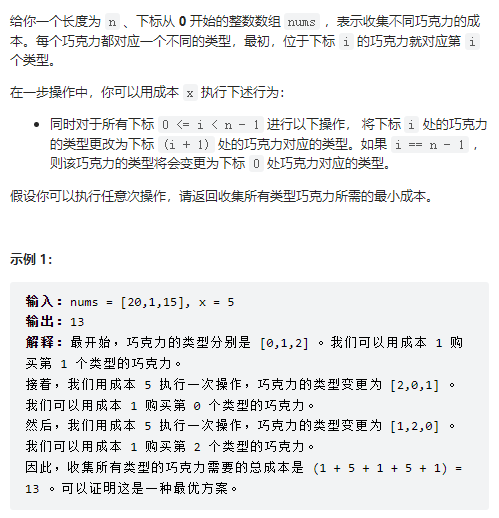 给你一个长度为 n 、下标从 0 开始的整数数组 nums ，表示收集不同巧克力的成
本。每个巧克力都对应一个不同的类型，最初，位于下标 i 的巧克力就对应第 i
个类型。
在一步操作中，你可以用成本 x 执行下述行为：
• 同时对于所有下标 0 <= i < n - 1 进行以下操作， 将下标 i 处的巧克力
的类型更改为下标 (i + 1) 处的巧克力对应的类型。如果 i == n - 1 ，
则该巧克力的类型将会变更为下标 0 处巧克力对应的类型。
假设你可以执行任意次操作，请返回收集所有类型巧克力所需的最小成本。
示例 1：
输入：nums = [20,1,15], x = 5
输出：13
解释：最开始，巧克力的类型分别是 [0,1,2] 。我们可以用成本 1 购
买第 1 个类型的巧克力。
接着，我们用成本 5 执行一次操作，巧克力的类型变更为 [2,0,1] 。
我们可以用成本 1 购买第 0 个类型的巧克力。
然后，我们用成本 5 执行一次操作，巧克力的类型变更为 [1,2,0] 。
我们可以用成本 1 购买第 2 个类型的巧克力。
因此，收集所有类型的巧克力需要的总成本是 (1 + 5 + 1 + 5 + 1) =
13 。可以证明这是一种最优方案。